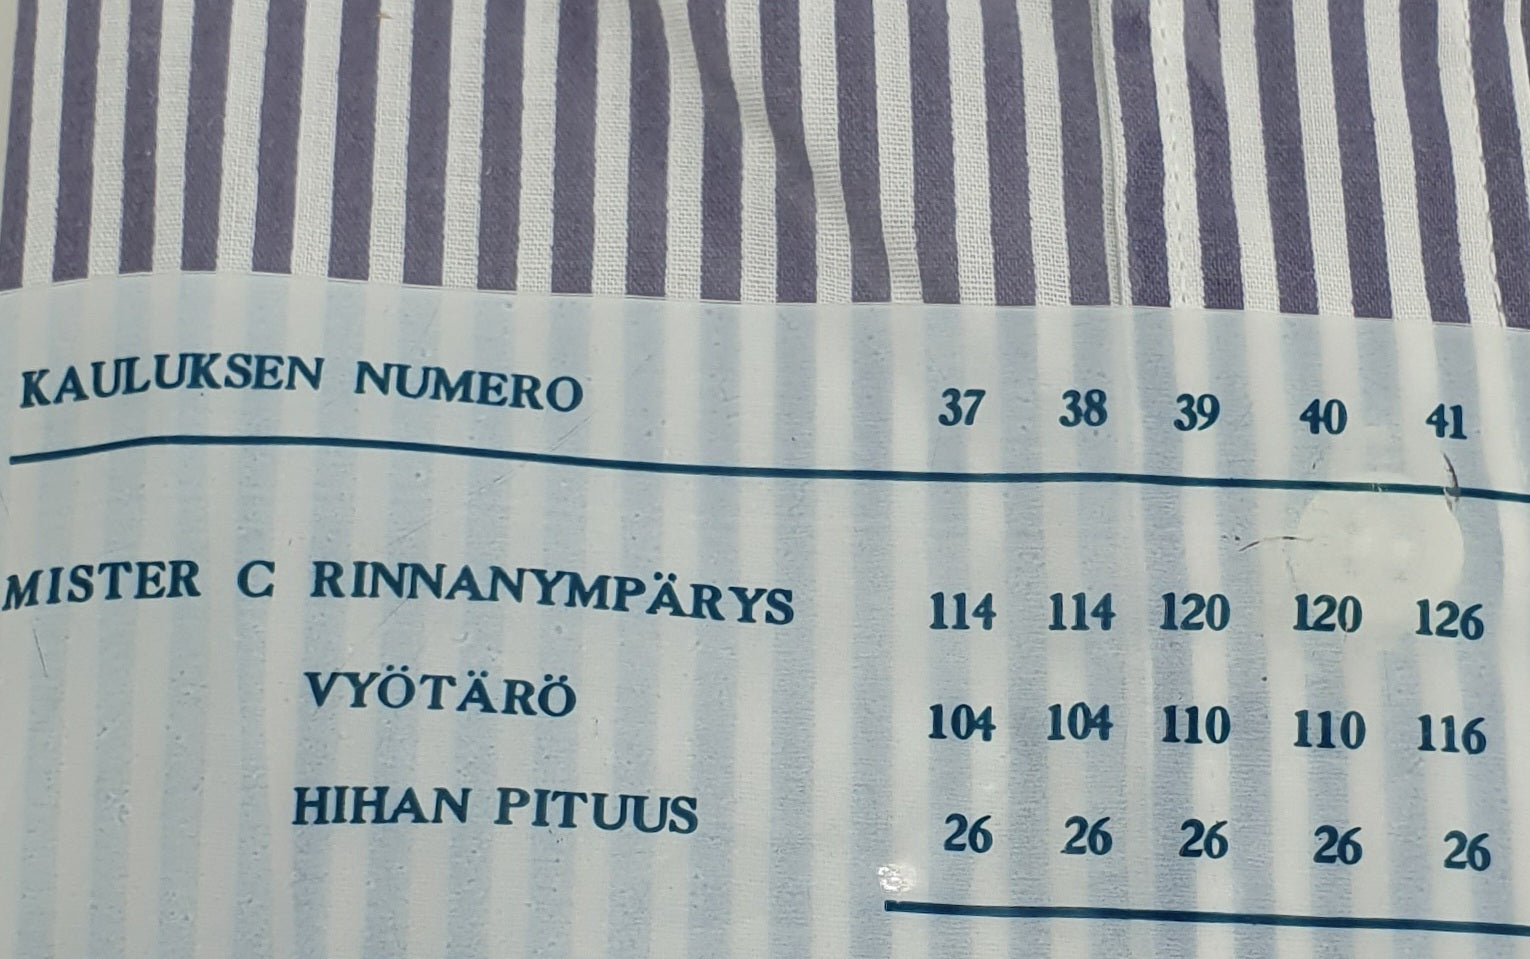 KAULUKSEN NUMERO 37 38 39 40 41
MISTER C RINNANYMPÄRYS 114 114 120 120 126
VYÖTÄRÖ 104 104 110 110 116
HIHAN PITUUS 26 26 26 26 26